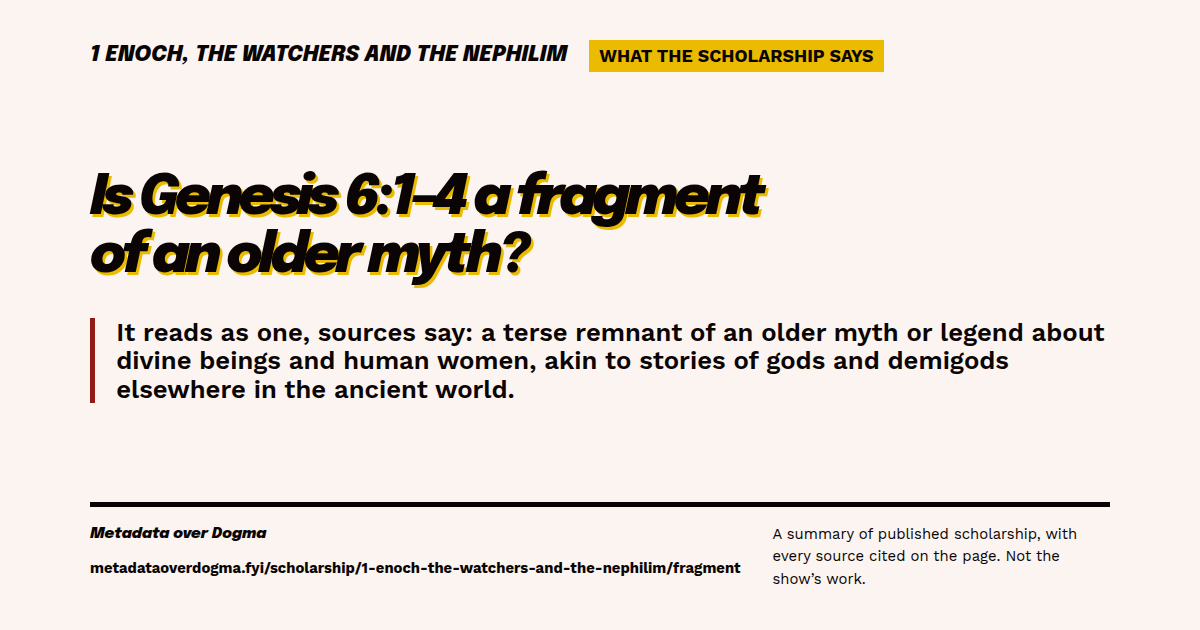 1 ENOCH, THE WATCHERS AND THE NEPHILIM
WHAT THE SCHOLARSHIP SAYS
Is Genesis 6:1–4 a fragment
of an older myth?
It reads as one, sources say: a terse remnant of an older myth or legend about
divine beings and human women, akin to stories of gods and demigods
elsewhere in the ancient world.
Metadata over Dogma
metadataoverdogma.fyi/scholarship/1-enoch-the-watchers-and-the-nephilim/fragment
A summary of published scholarship, with
every source cited on the page. Not the
show’s work.